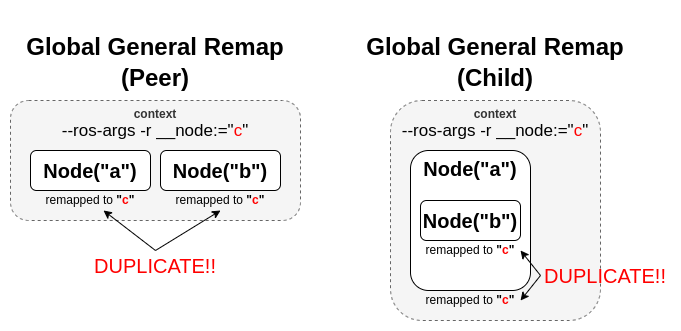 Global General Remap
(Peer)
context
--ros-args -r __node:="c"
Node("a")
Node("b")
remapped to "c"
remapped to "c"
DUPLICATE!!
Global General Remap
(Child)
context
--ros-args -r __node:="c"
Node("a")
Node("b")
remapped to "c"
DUPLICATE!!
remapped to "c"